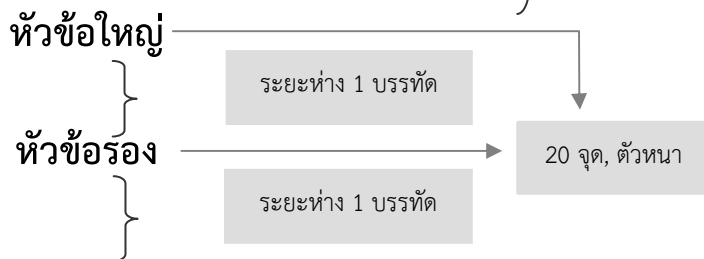 หัวข้อใหญ่
ระยะห่าง 1 บรรทัด
หัวข้อรอง
20 จุด, ตัวหนา
ระยะห่าง 1 บรรทัด